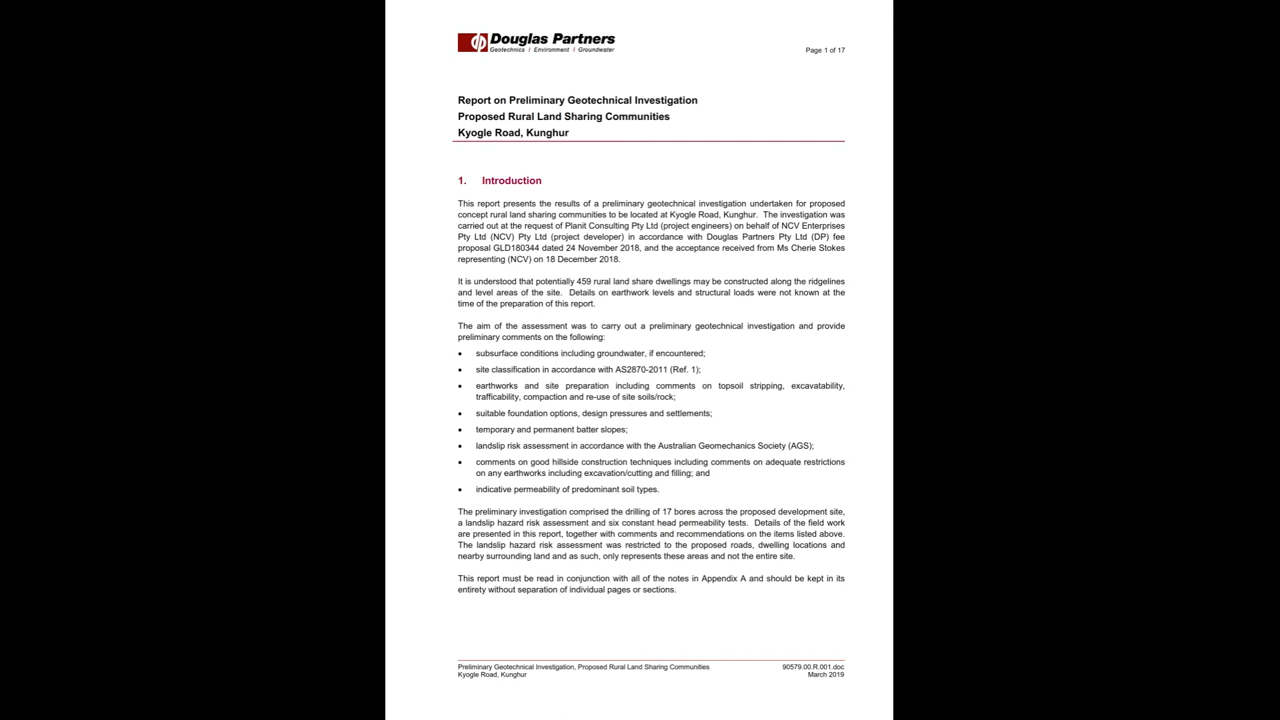 Douglas Partners
Geotechnics | Environment | Groundwater
Page 1 of 17
Report on Preliminary Geotechnical Investigation
Proposed Rural Land Sharing Communities
Kyogle Road, Kunghur
1. Introduction
This report presents the results of a preliminary geotechnical investigation undertaken for proposed
concept rural land sharing communities to be located at Kyogle Road, Kunghur. The investigation was
carried out at the request of Planit Consulting Pty Ltd (project engineers) on behalf of NCV Enterprises
Pty Ltd (NCV) Pty Ltd (project developer) in accordance with Douglas Partners Pty Ltd (DP) fee
proposal GLD180344 dated 24 November 2018, and the acceptance received from Ms Cherie Stokes
representing (NCV) on 18 December 2018.
It is understood that potentially 459 rural land share dwellings may be constructed along the ridgelines
and level areas of the site. Details on earthwork levels and structural loads were not known at the
time of the preparation of this report.
The aim of the assessment was to carry out a preliminary geotechnical investigation and provide
preliminary comments on the following:
• subsurface conditions including groundwater, if encountered;
• site classification in accordance with AS2870-2011 (Ref. 1);
• earthworks and site preparation including comments on topsoil stripping, excavatability,
trafficability, compaction and re-use of site soils/rock;
• suitable foundation options, design pressures and settlements;
• temporary and permanent batter slopes;
• landslip risk assessment in accordance with the Australian Geomechanics Society (AGS);
• comments on good hillside construction techniques including comments on adequate restrictions
on any earthworks including excavation/cutting and filling; and
• indicative permeability of predominant soil types.
The preliminary investigation comprised the drilling of 17 bores across the proposed development site,
a landslip hazard risk assessment and six constant head permeability tests. Details of the field work
are presented in this report, together with comments and recommendations on the items listed above.
The landslip hazard risk assessment was restricted to the proposed roads, dwelling locations and
nearby surrounding land and as such, only represents these areas and not the entire site.
This report must be read in conjunction with all of the notes in Appendix A and should be kept in its
entirety without separation of individual pages or sections.
Preliminary Geotechnical Investigation, Proposed Rural Land Sharing Communities
Kyogle Road, Kunghur
90579.00.R.001.doc
March 2019